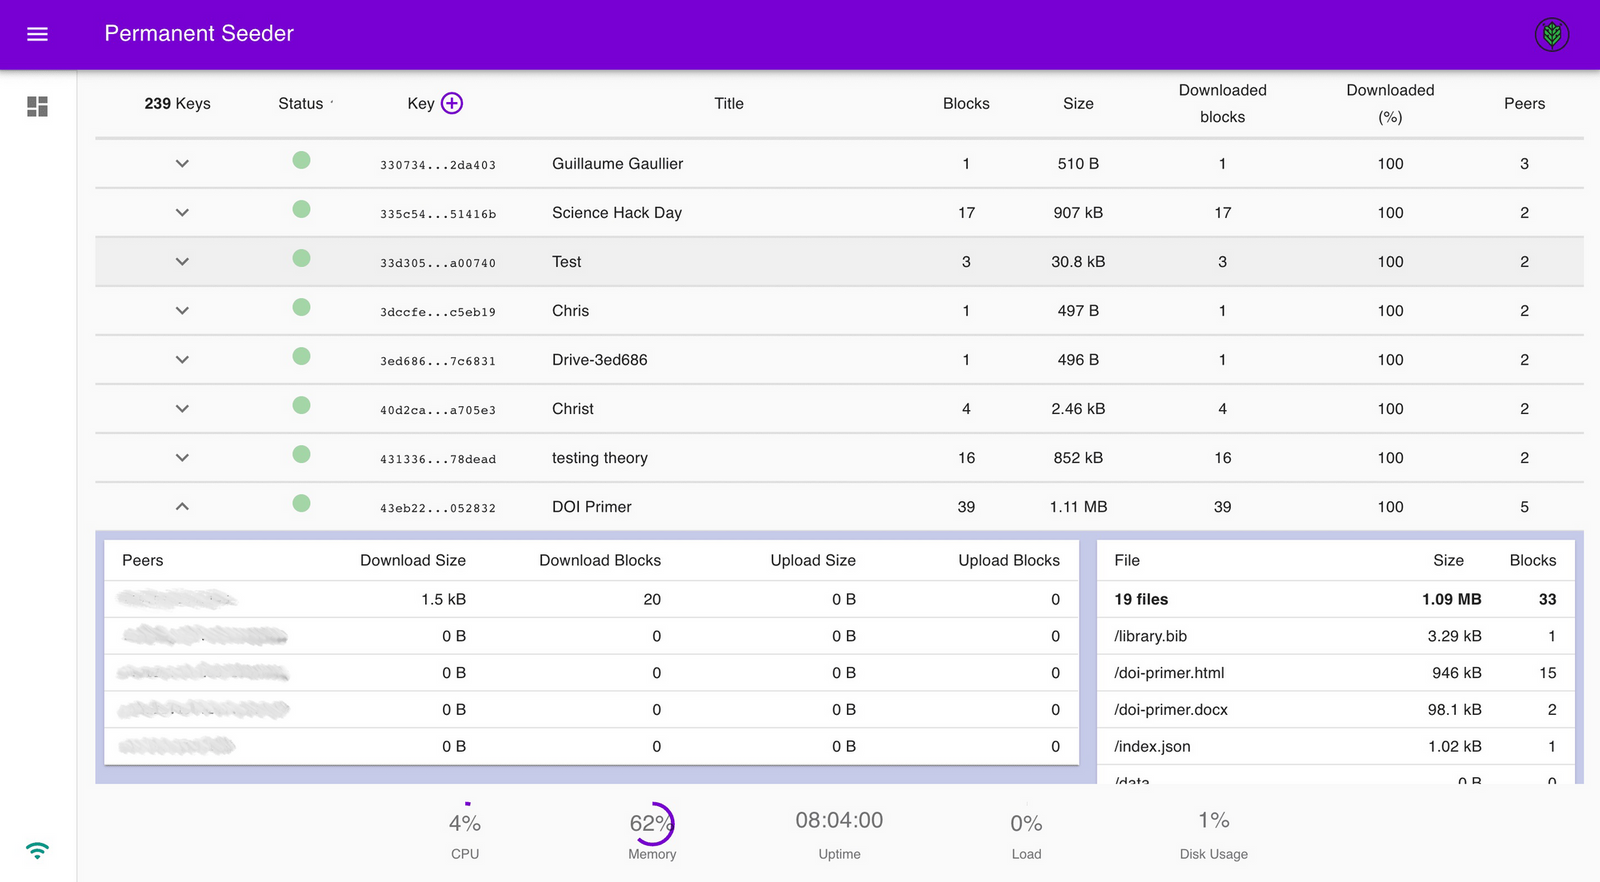 Permanent Seeder
239 Keys Status Key Title Blocks Size Downloaded blocks Downloaded (%) Peers
330734...2da403 Guillaume Gaullier 1 510 B 1 100 3
335c54...51416b Science Hack Day 17 907 kB 17 100 2
33d305...a00740 Test 3 30.8 kB 3 100 2
3dccfe...c5eb19 Chris 1 497 B 1 100 2
3ed686...7c6831 Drive-3ed686 1 496 B 1 100 2
40d2ca...a705e3 Christ 4 2.46 kB 4 100 2
431336...78dead testing theory 16 852 kB 16 100 2
43eb22...052832 DOI Primer 39 1.11 MB 39 100 5
Peers Download Size Download Blocks Upload Size Upload Blocks
1.5 kB 20 0 B 0
0 B 0 0 B 0
0 B 0 0 B 0
0 B 0 0 B 0
0 B 0 0 B 0
File Size Blocks
19 files 1.09 MB 33
/library.bib 3.29 kB 1
/doi-primer.html 946 kB 15
/doi-primer.docx 98.1 kB 2
/index.json 1.02 kB 1
/data 0 B 0
4% 62% 08:04:00 0% 1%
CPU Memory Uptime Load Disk Usage